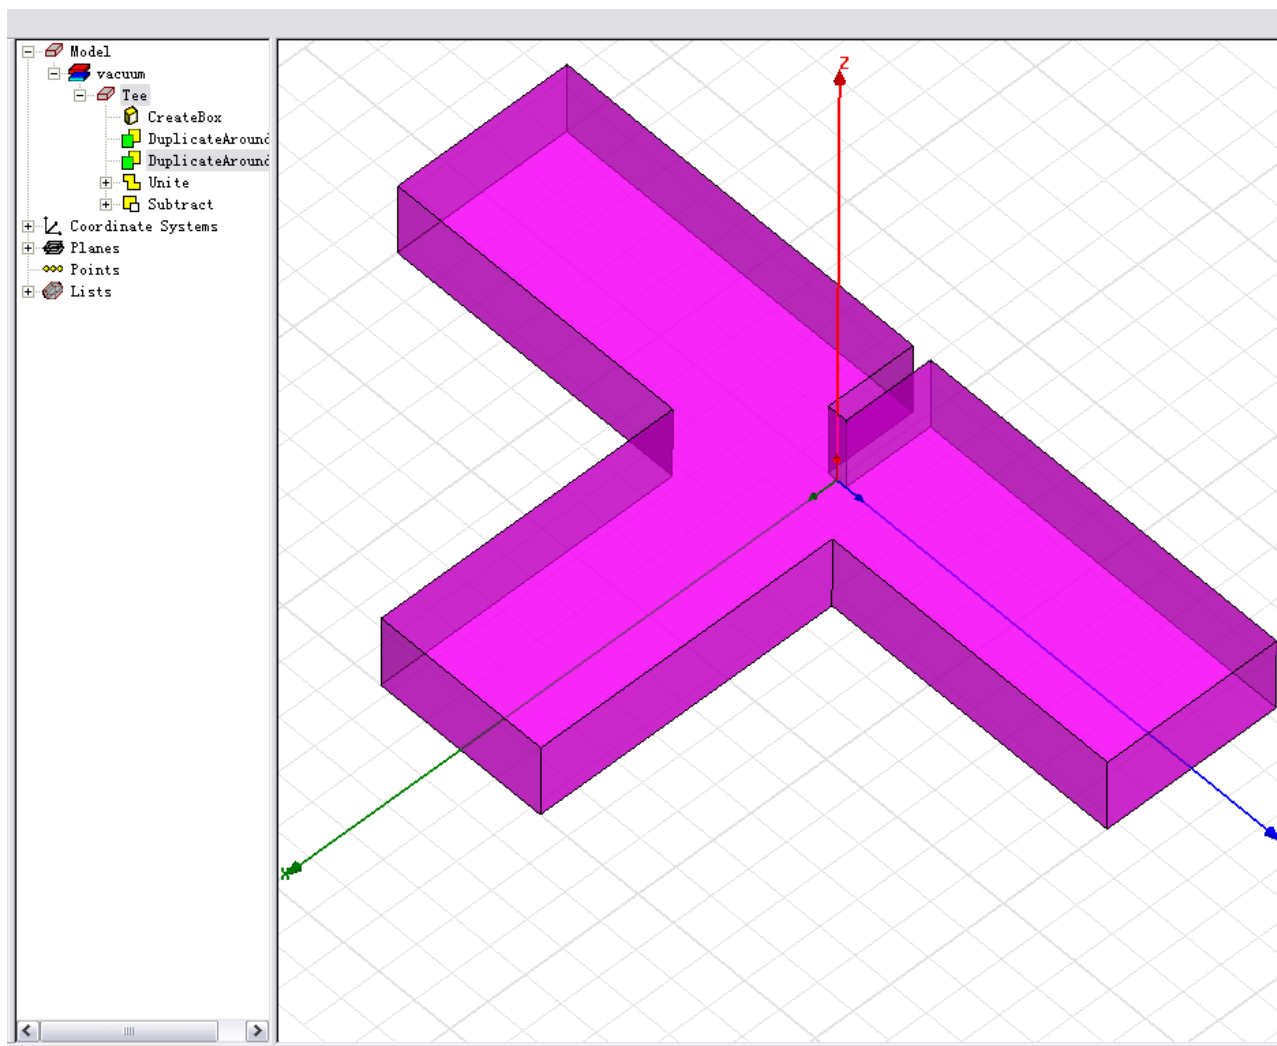 Model
vacuum
Tee
CreateBox
DuplicateAround
DuplicateAround
Unite
Subtract
Coordinate Systems
Planes
Points
Lists
Z
X